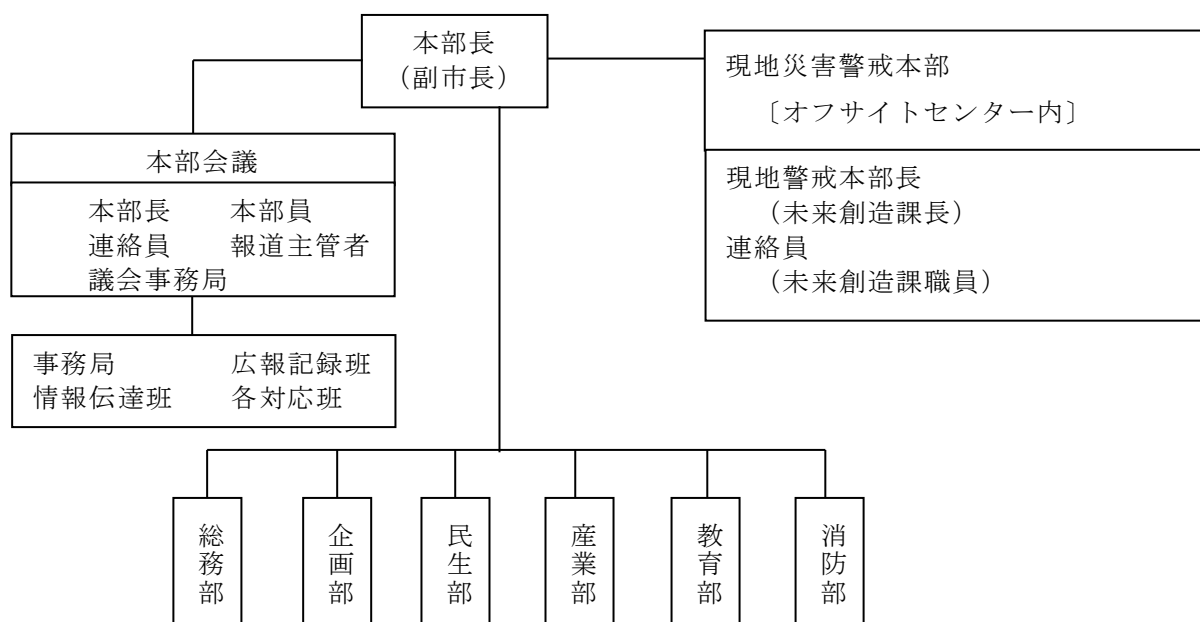 本部長
(副市長)
現地災害警戒本部
〔オフサイトセンター内〕
現地警戒本部長
(未来創造課長)
連絡員
(未来創造課職員)
本部会議
本部長 本部員
連絡員 報道主管者
議会事務局
事務局 広報記録班
情報伝達班 各対応班
総務部
企画部
民生部
産業部
教育部
消防部